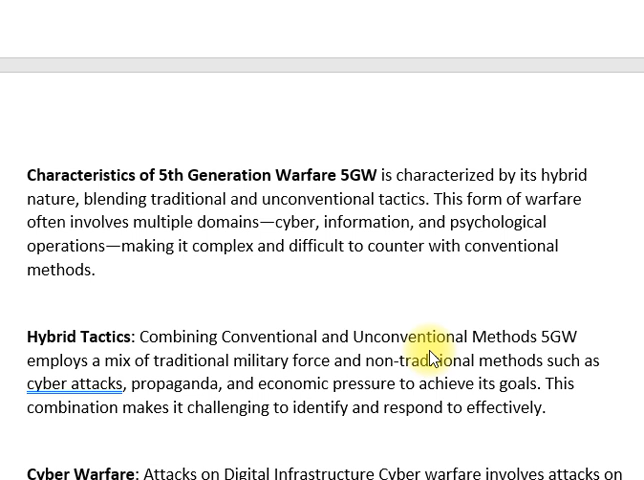 Characteristics of 5th Generation Warfare 5GW is characterized by its hybrid
nature, blending traditional and unconventional tactics. This form of warfare
often involves multiple domains—cyber, information, and psychological
operations—making it complex and difficult to counter with conventional
methods.
Hybrid Tactics: Combining Conventional and Unconventional Methods 5GW
employs a mix of traditional military force and non-traditional methods such as
cyber attacks, propaganda, and economic pressure to achieve its goals. This
combination makes it challenging to identify and respond to effectively.
Cyber Warfare: Attacks on Digital Infrastructure Cyber warfare involves attacks on